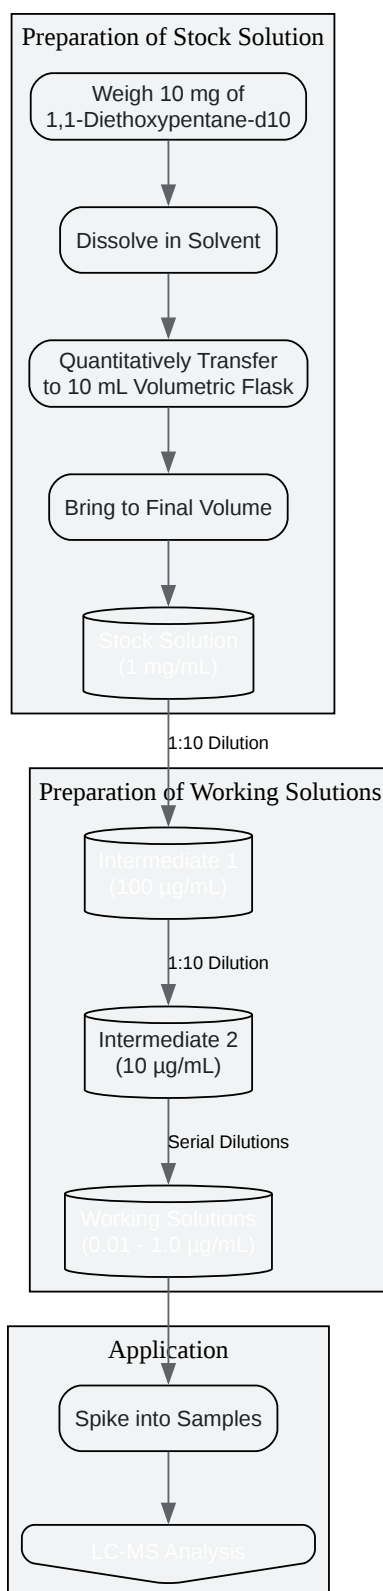 Preparation of Stock Solution
Weigh 10 mg of
1,1-Diethoxypentane-d10
Dissolve in Solvent
Quantitatively Transfer
to 10 mL Volumetric Flask
Bring to Final Volume
Stock Solution
(1 mg/mL)
1:10 Dilution
Preparation of Working Solutions
Intermediate 1
(100 µg/mL)
1:10 Dilution
Intermediate 2
(10 µg/mL)
Serial Dilutions
Working Solutions
(0.01 - 1.0 µg/mL)
Application
Spike into Samples
LC-MS Analysis